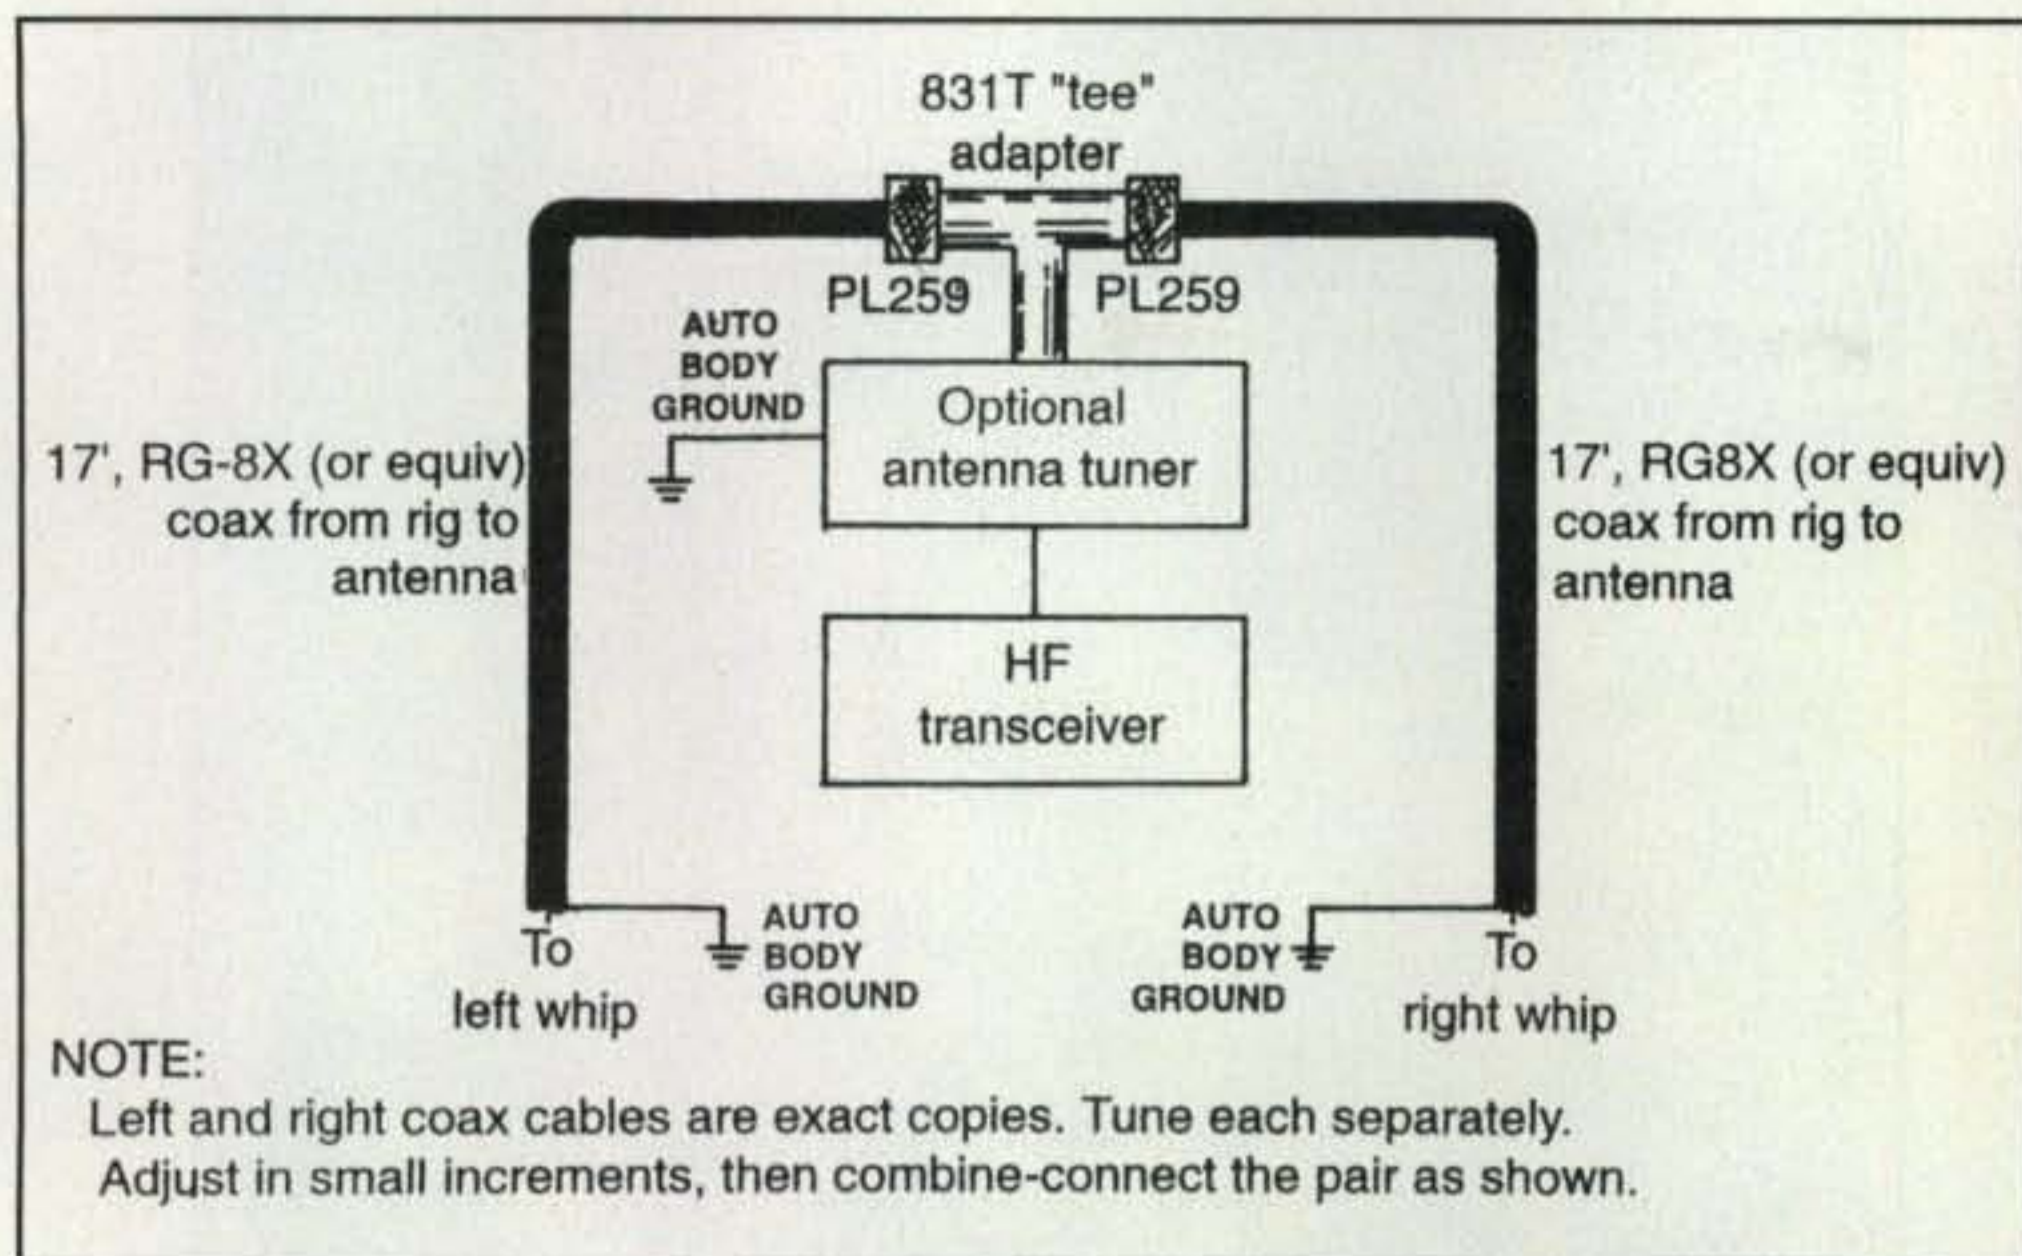 831T "tee"
adapter
PL259
PL259
AUTO
BODY
GROUND
Optional
antenna tuner
17', RG-8X (or equiv)
coax from rig to
antenna
17', RG8X (or equiv)
coax from rig to
antenna
HF
transceiver
To
left whip
AUTO
BODY
GROUND
AUTO
BODY
GROUND
To
right whip
NOTE:
Left and right coax cables are exact copies. Tune each separately.
Adjust in small increments, then combine-connect the pair as shown.